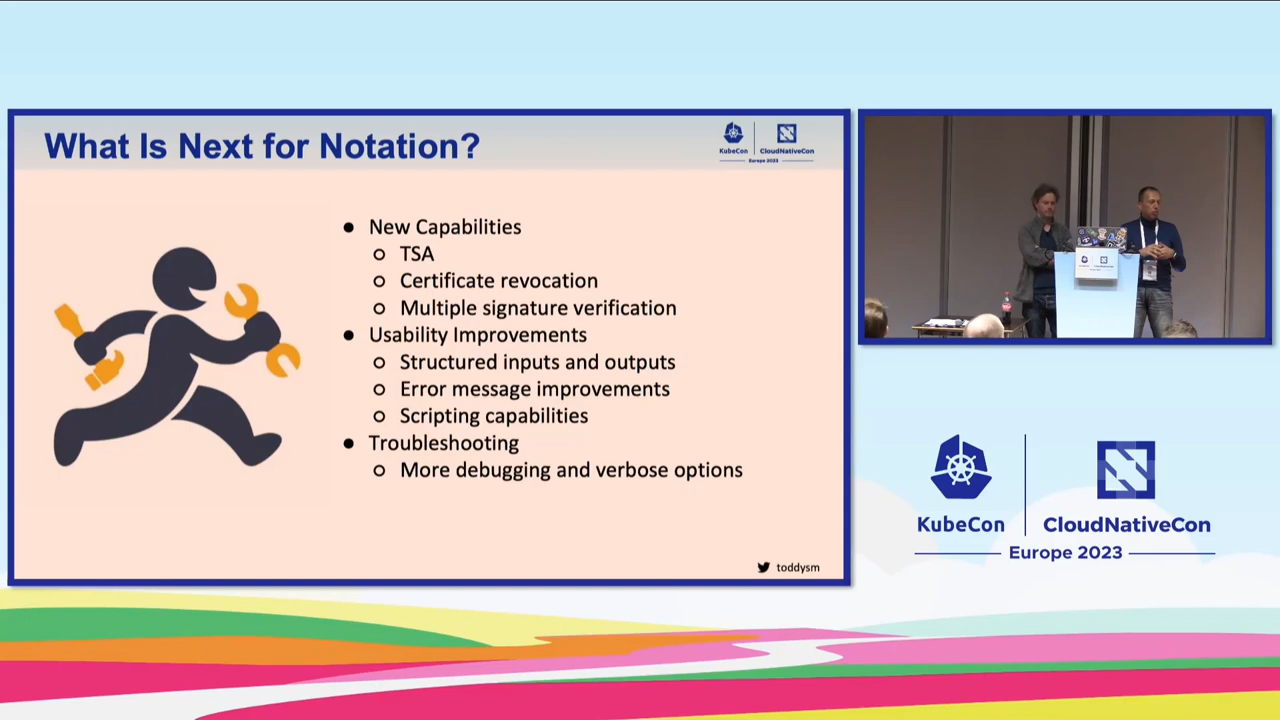 What Is Next for Notation?
KubeCon
CloudNativeCon
Europe 2023
● New Capabilities
○ TSA
○ Certificate revocation
○ Multiple signature verification
● Usability Improvements
○ Structured inputs and outputs
○ Error message improvements
○ Scripting capabilities
● Troubleshooting
○ More debugging and verbose options
toddysm
KubeCon
CloudNativeCon
Europe 2023